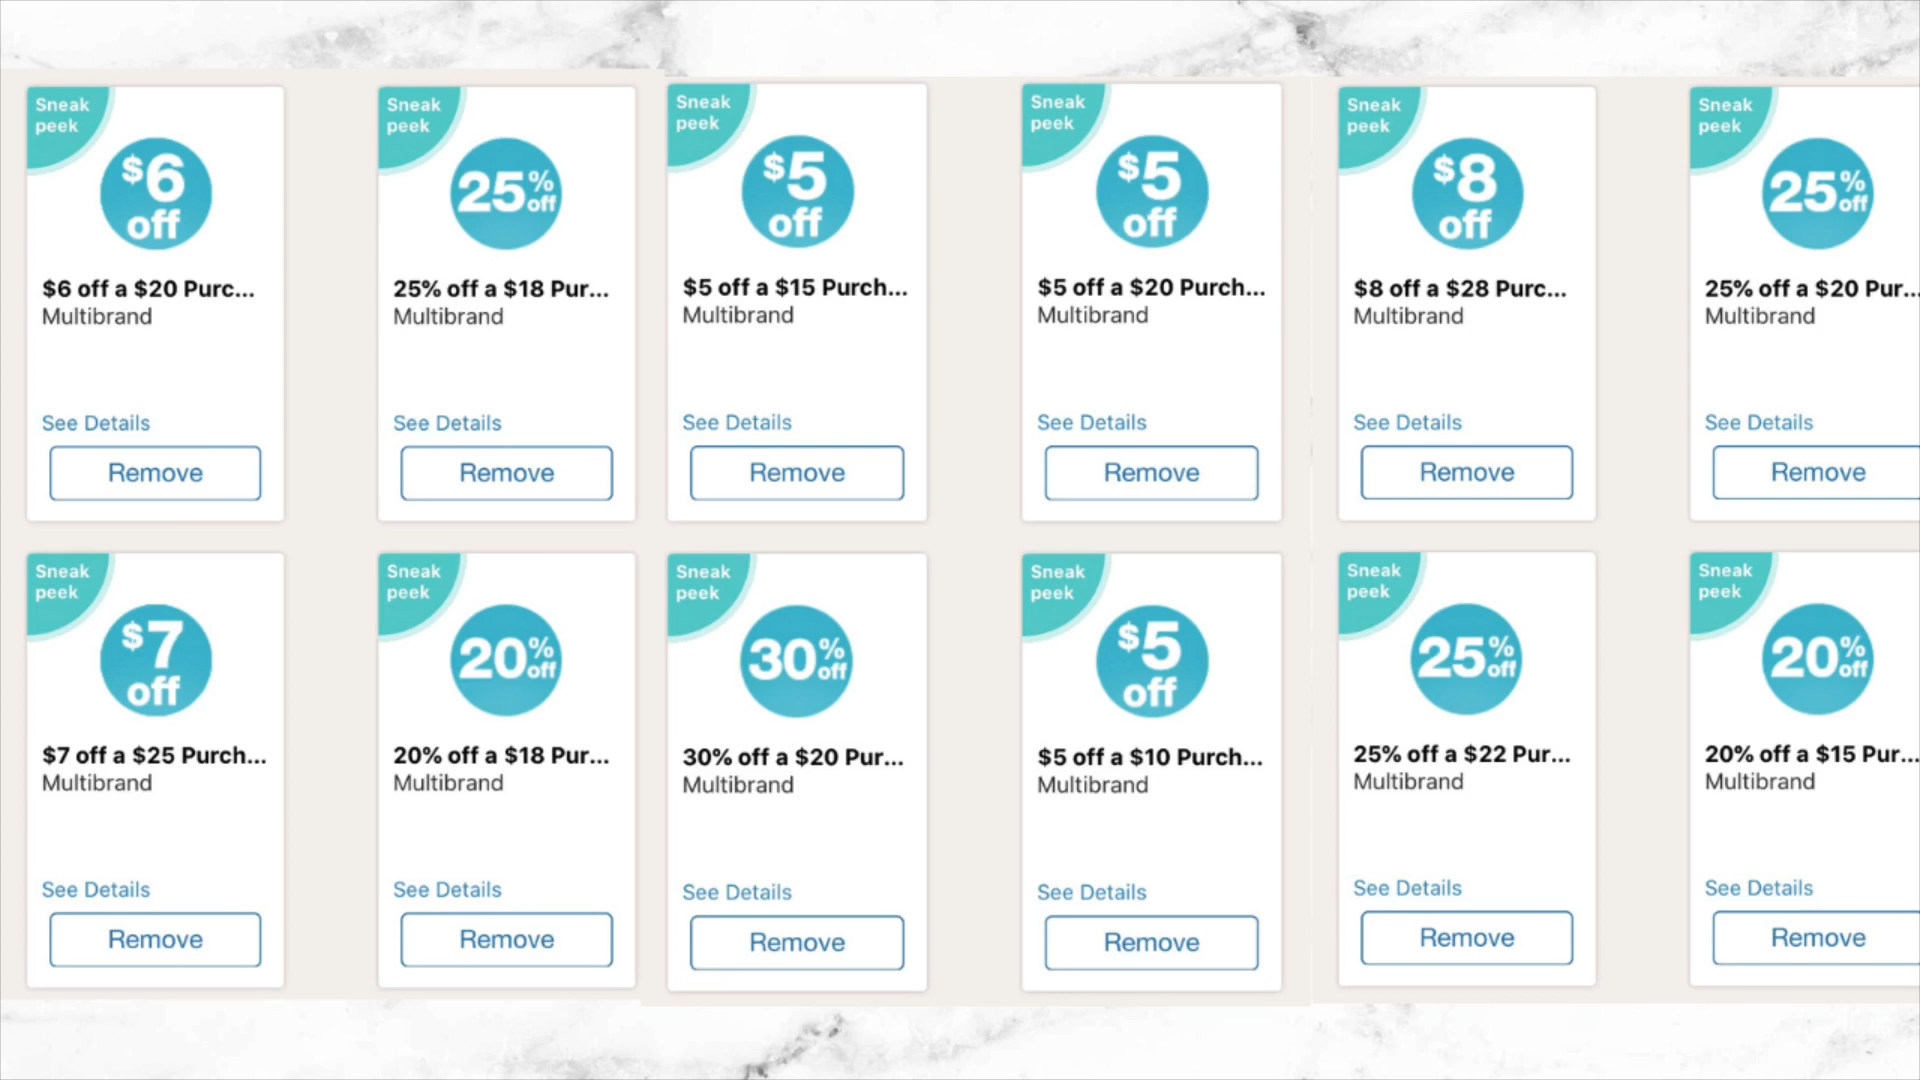 Sneak
peek
$6
off
$6 off a $20 Purc...
Multibrand
See Details
Remove
Sneak
peek
25% off
25% off a $18 Pur...
Multibrand
See Details
Remove
Sneak
peek
$5
off
$5 off a $15 Purch...
Multibrand
See Details
Remove
Sneak
peek
$5
off
$5 off a $20 Purch...
Multibrand
See Details
Remove
Sneak
peek
$8
off
$8 off a $28 Purc...
Multibrand
See Details
Remove
Sneak
peek
25% off
25% off a $20 Pur...
Multibrand
See Details
Remove
Sneak
peek
$7
off
$7 off a $25 Purch...
Multibrand
See Details
Remove
Sneak
peek
20% off
20% off a $18 Pur...
Multibrand
See Details
Remove
Sneak
peek
30% off
30% off a $20 Pur...
Multibrand
See Details
Remove
Sneak
peek
$5
off
$5 off a $10 Purch...
Multibrand
See Details
Remove
Sneak
peek
25% off
25% off a $22 Pur...
Multibrand
See Details
Remove
Sneak
peek
20% off
20% off a $15 Pur...
Multibrand
See Details
Remove